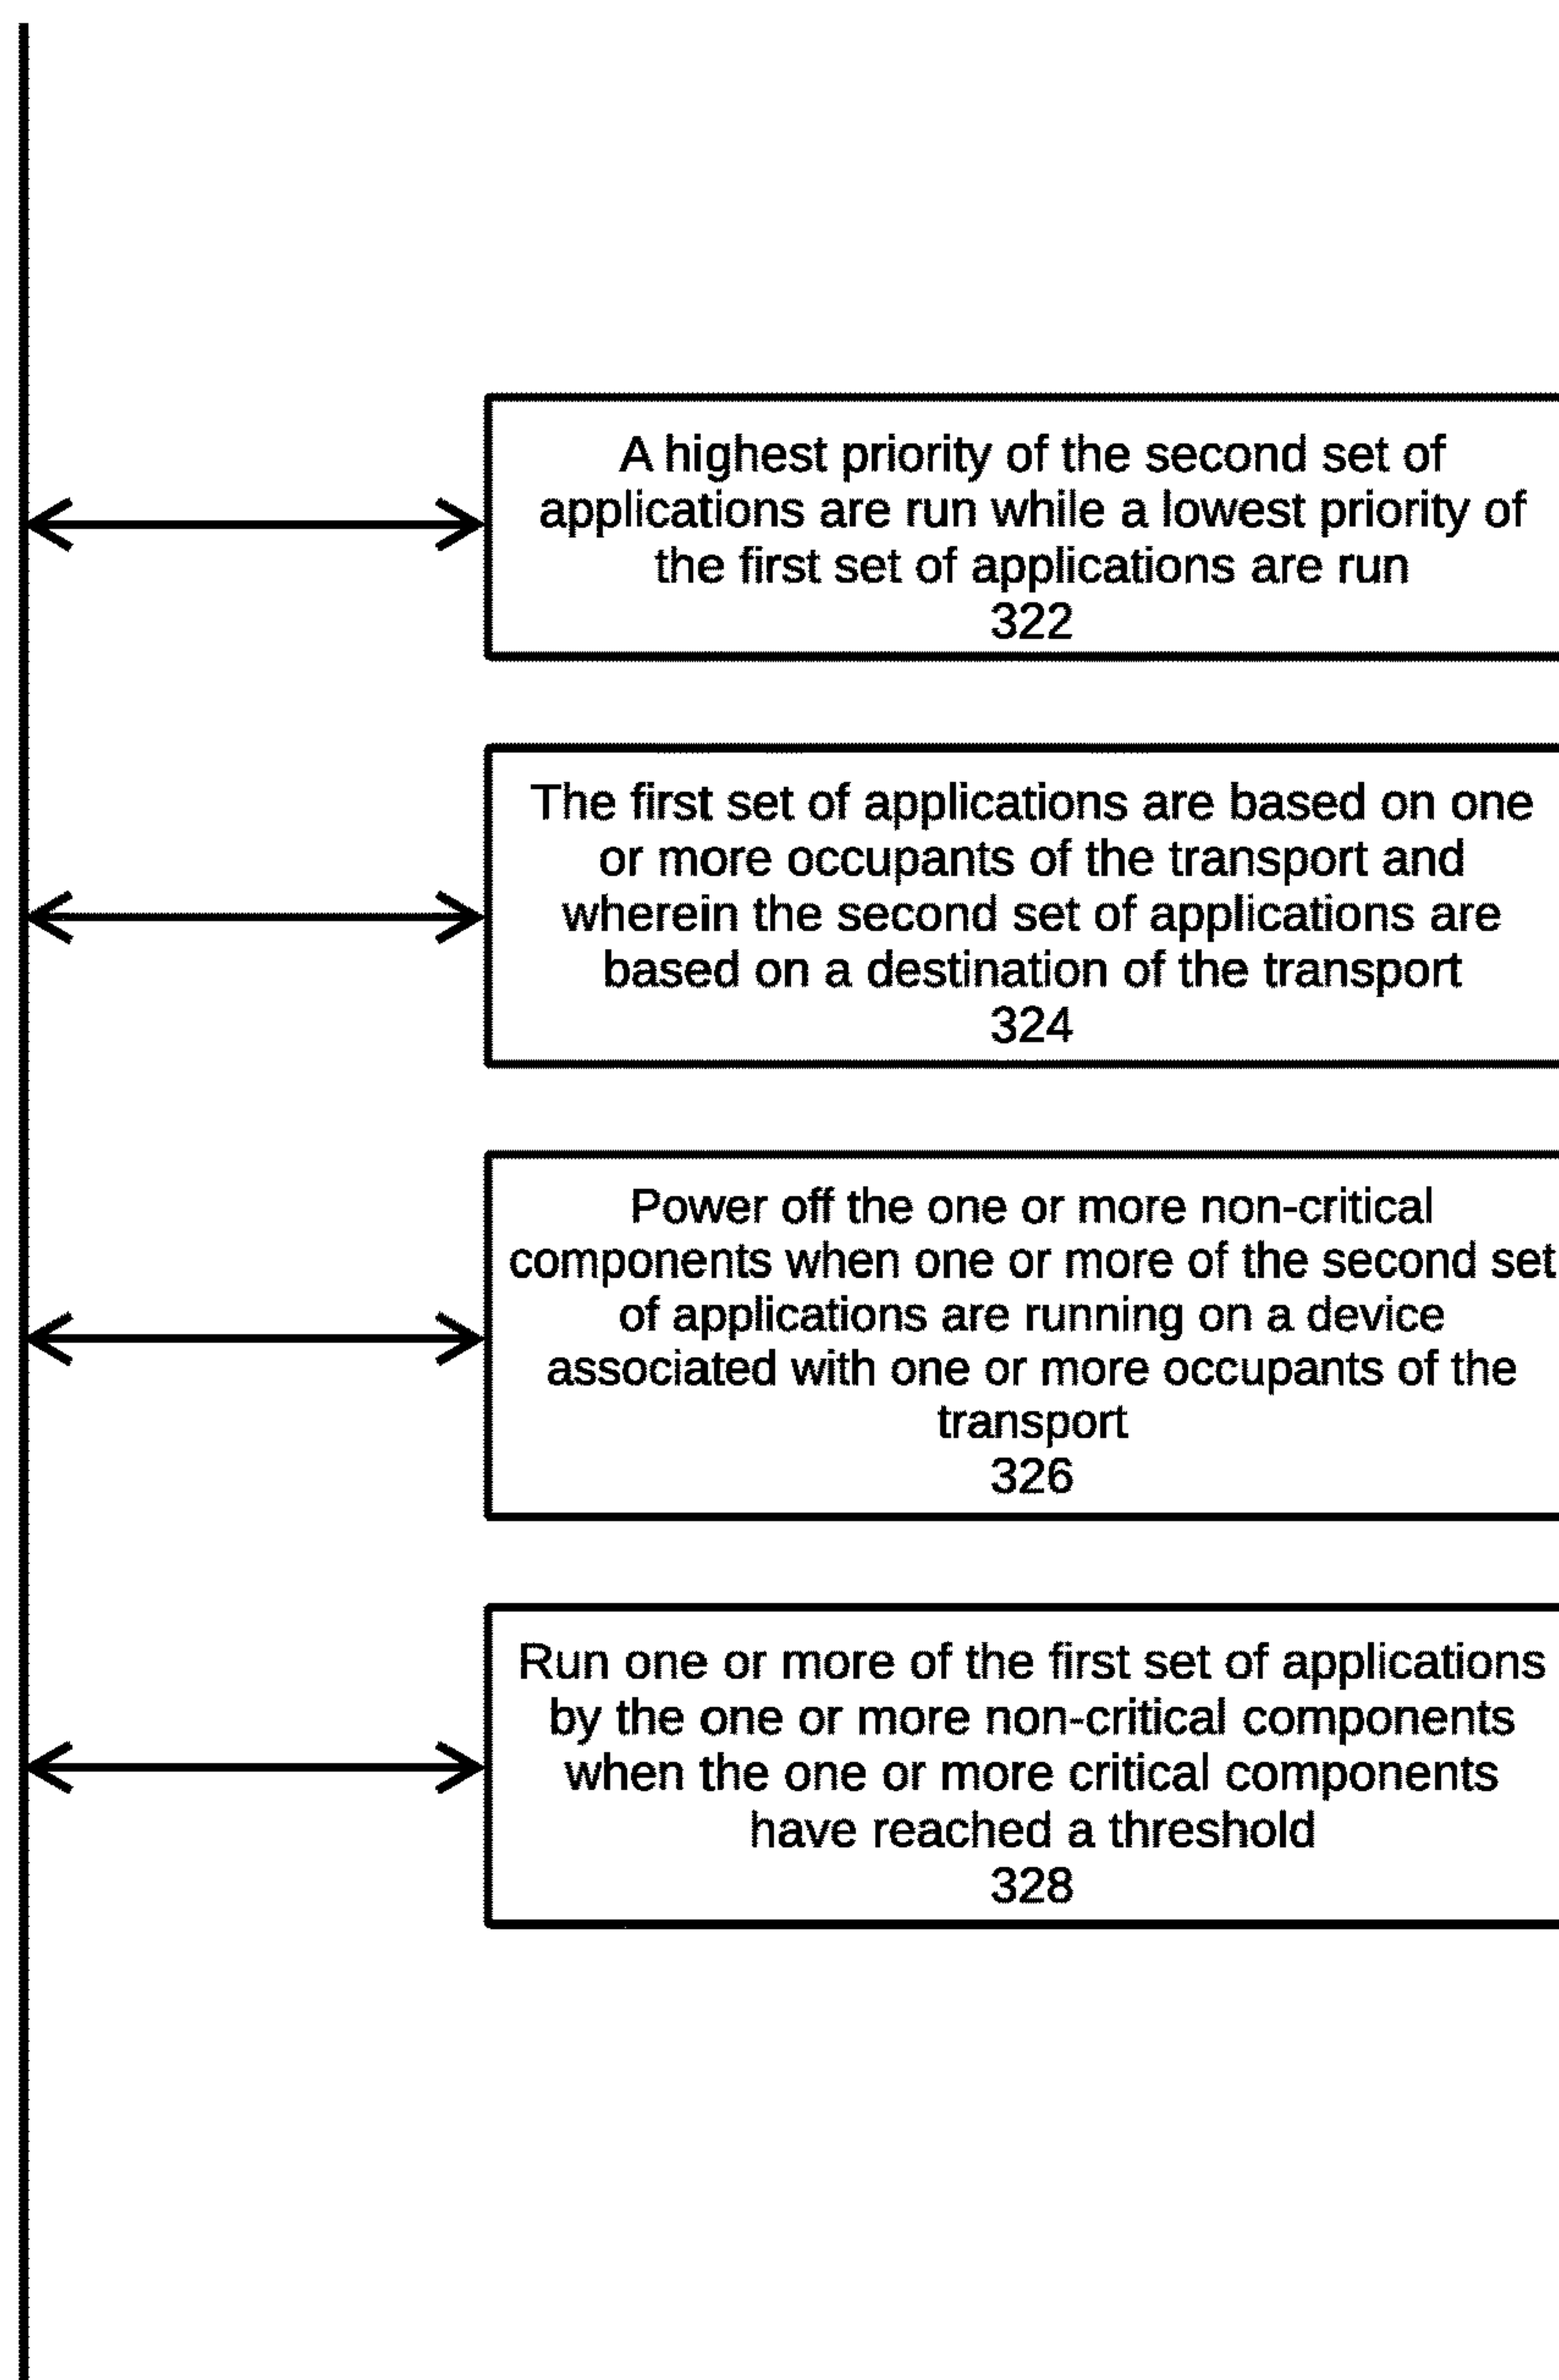 A highest priority of the second set of
applications are run while a lowest priority of
the first set of applications are run
322
The first set of applications are based on one
or more occupants of the transport and
wherein the second set of applications are
based on a destination of the transport
324
Power off the one or more non-critical
components when one or more of the second set
of applications are running on a device
associated with one or more occupants of the
transport
326
Run one or more of the first set of applications
by the one or more non-critical components
when the one or more critical components
have reached a threshold
328